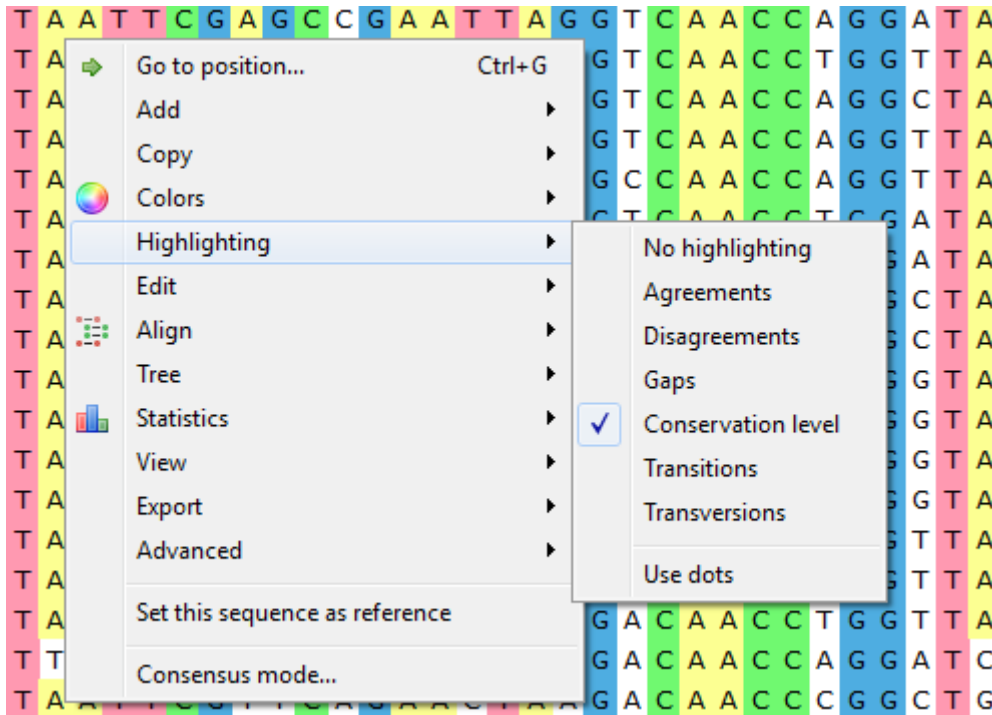 T A A T T C G A G C C G A A T T A G G T C A A C C A G G A T A
T A Go to position... Ctrl+G G T C A A C C T G G T T A
T A Add G T C A A C C A G G C T A
T A Copy G T C A A C C A G G T T A
T A Colors G C C A A C C A G G T T A
T A G T C A A C C T G G A T A
T A Highlighting No highlighting G A T A
T A Edit Agreements G C T A
T A Align Disagreements G C T A
T A Tree Gaps G G T A
T A Statistics Conservation level G G T A
T A View Transitions G G T A
T A Export Transversions G G T A
T A Advanced G T T A
T A Use dots G T T A
T A Set this sequence as reference G A C A A C C T G G T T A
T T Consensus mode... G A C A A C C A G G A T C
T A A T T C G T T C A G A A C T A A G A C A A C C C G G C T G